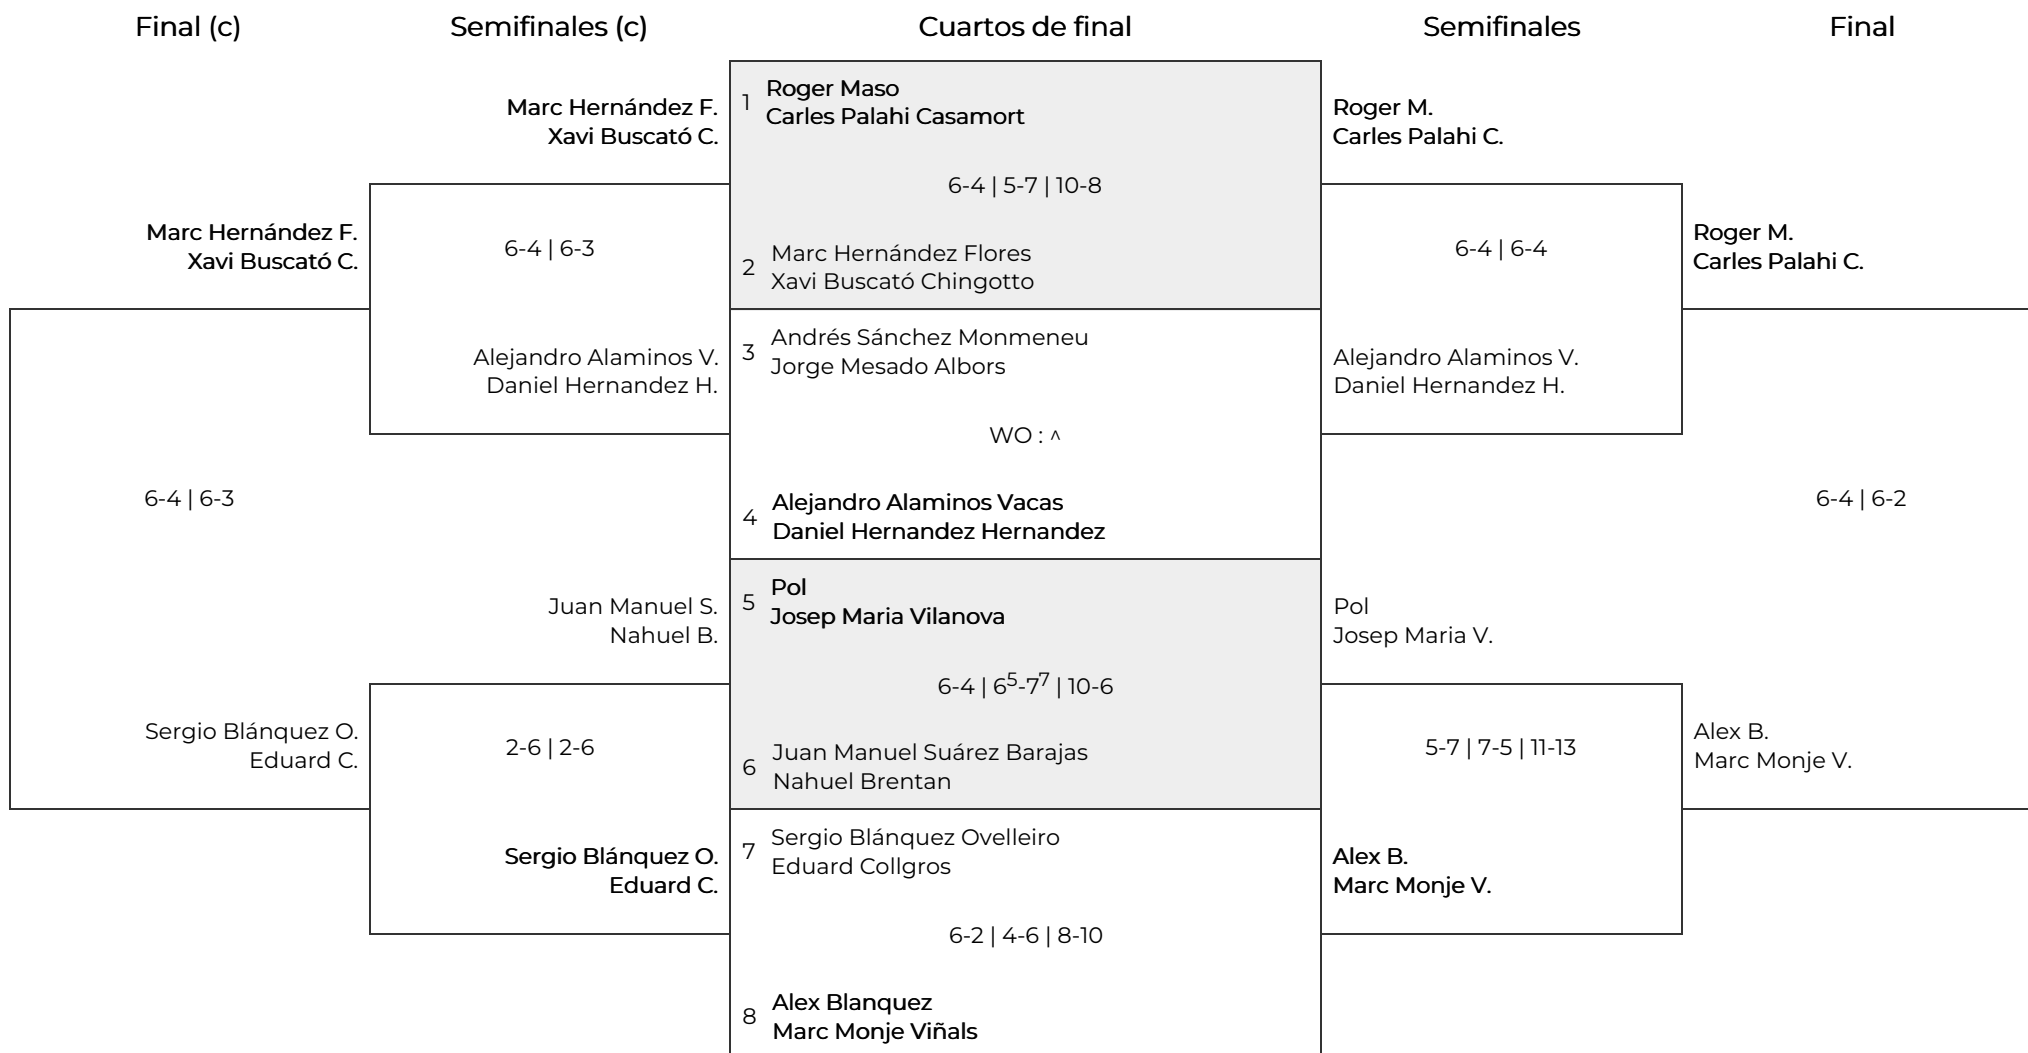 Final (c)
Semifinales (c)
Cuartos de final
Semifinales
Final
Marc Hernández F.
Xavi Buscató C.
6-4 | 6-3
Sergio Blánquez O.
Eduard C.
Marc Hernández F.
Xavi Buscató C.
6-4 | 6-3
Alejandro Alaminos V.
Daniel Hernandez H.
Juan Manuel S.
Nahuel B.
2-6 | 2-6
Sergio Blánquez O.
Eduard C.
1
Roger Maso
Carles Palahi Casamort
6-4 | 5-7 | 10-8
2
Marc Hernández Flores
Xavi Buscató Chingotto
3
Andrés Sánchez Monmeneu
Jorge Mesado Albors
WO : ^
4
Alejandro Alaminos Vacas
Daniel Hernandez Hernandez
5
Pol
Josep Maria Vilanova
6-4 | 6⁵-7⁷ | 10-6
6
Juan Manuel Suárez Barajas
Nahuel Brentan
7
Sergio Blánquez Ovelleiro
Eduard Collgros
6-2 | 4-6 | 8-10
8
Alex Blanquez
Marc Monje Viñals
Roger M.
Carles Palahi C.
6-4 | 6-4
Alejandro Alaminos V.
Daniel Hernandez H.
Pol
Josep Maria V.
5-7 | 7-5 | 11-13
Alex B.
Marc Monje V.
Roger M.
Carles Palahi C.
6-4 | 6-2
Alex B.
Marc Monje V.